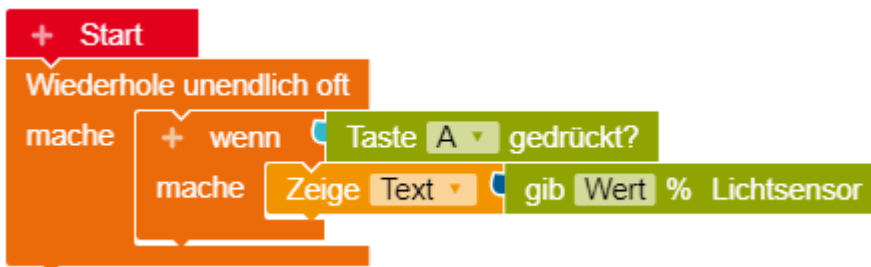 + Start
Wiederhole unendlich oft
mache + wenn Taste A gedrückt?
mache Zeige Text gib Wert % Lichtsensor